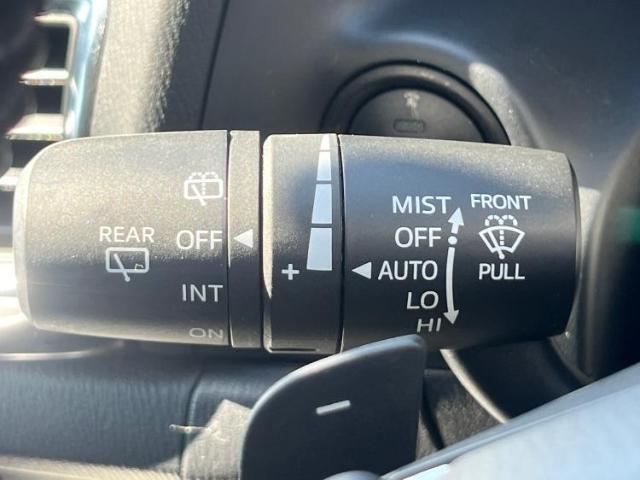 REAR
OFF
INT
ON
+
MIST
OFF
AUTO
LO
HI
FRONT
PULL
−